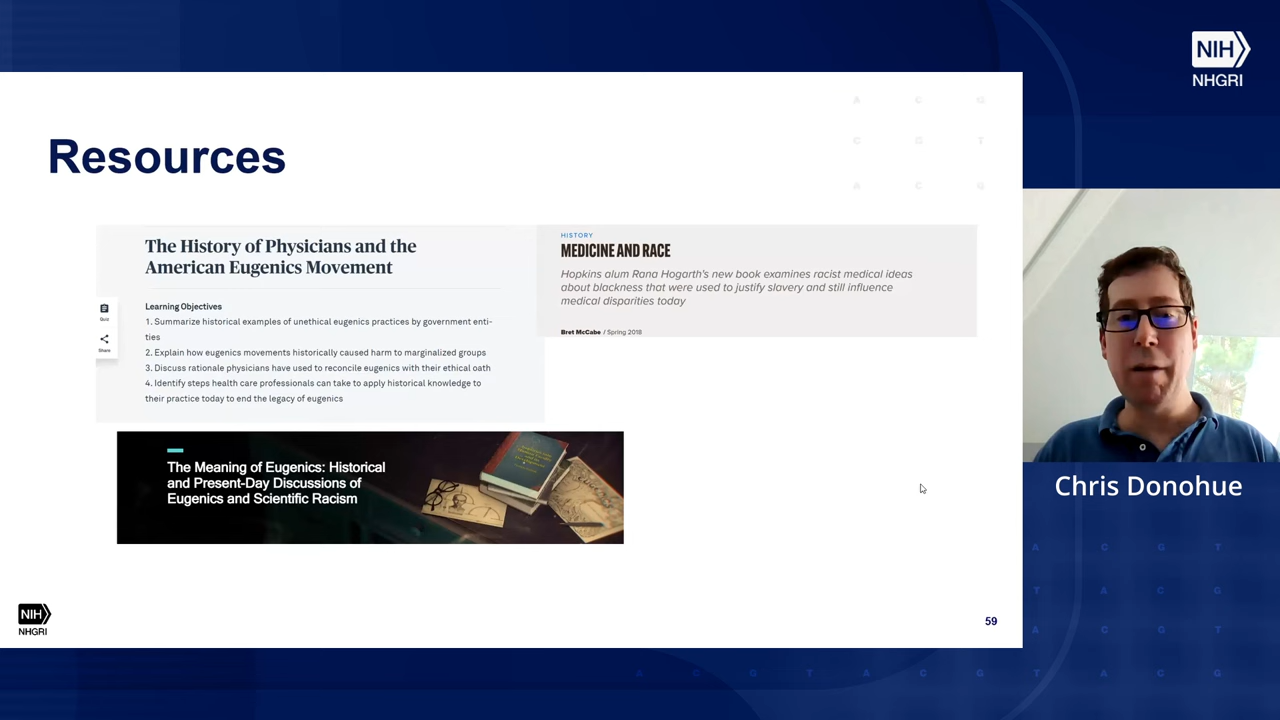 NIH
NHGRI
A C G
C G T
A C G
Resources
The History of Physicians and the
American Eugenics Movement
Learning Objectives
1. Summarize historical examples of unethical eugenics practices by government enti-
ties
2. Explain how eugenics movements historically caused harm to marginalized groups
3. Discuss rationale physicians have used to reconcile eugenics with their ethical oath
4. Identify steps health care professionals can take to apply historical knowledge to
their practice today to end the legacy of eugenics
Quiz
Share
HISTORY
MEDICINE AND RACE
Hopkins alum Rana Hogarth's new book examines racist medical ideas
about blackness that were used to justify slavery and still influence
medical disparities today
Bret McCabe / Spring 2018
The Meaning of Eugenics: Historical
and Present-Day Discussions of
Eugenics and Scientific Racism
Chris Donohue
NIH
NHGRI
59
A C G T
T A C G
A C G T
A C G T A C G T A C G